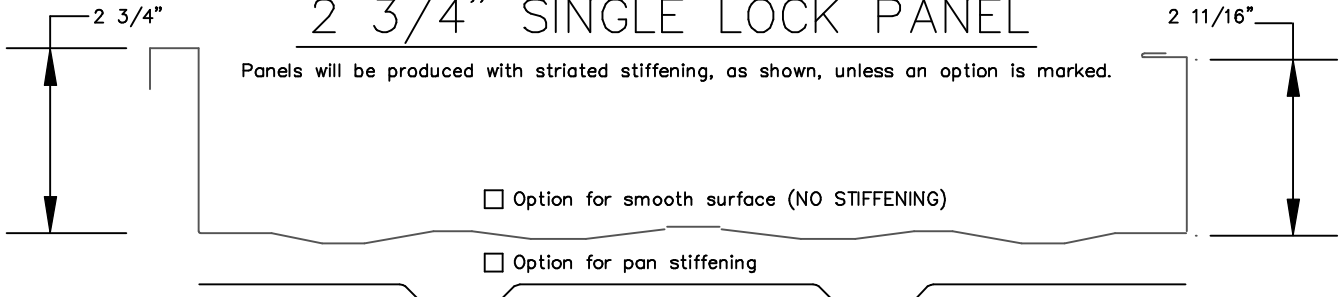 2 3/4" SINGLE LOCK PANEL
2 3/4"
2 11/16"
Panels will be produced with striated stiffening, as shown, unless an option is marked.
Option for smooth surface (NO STIFFENING)
Option for pan stiffening